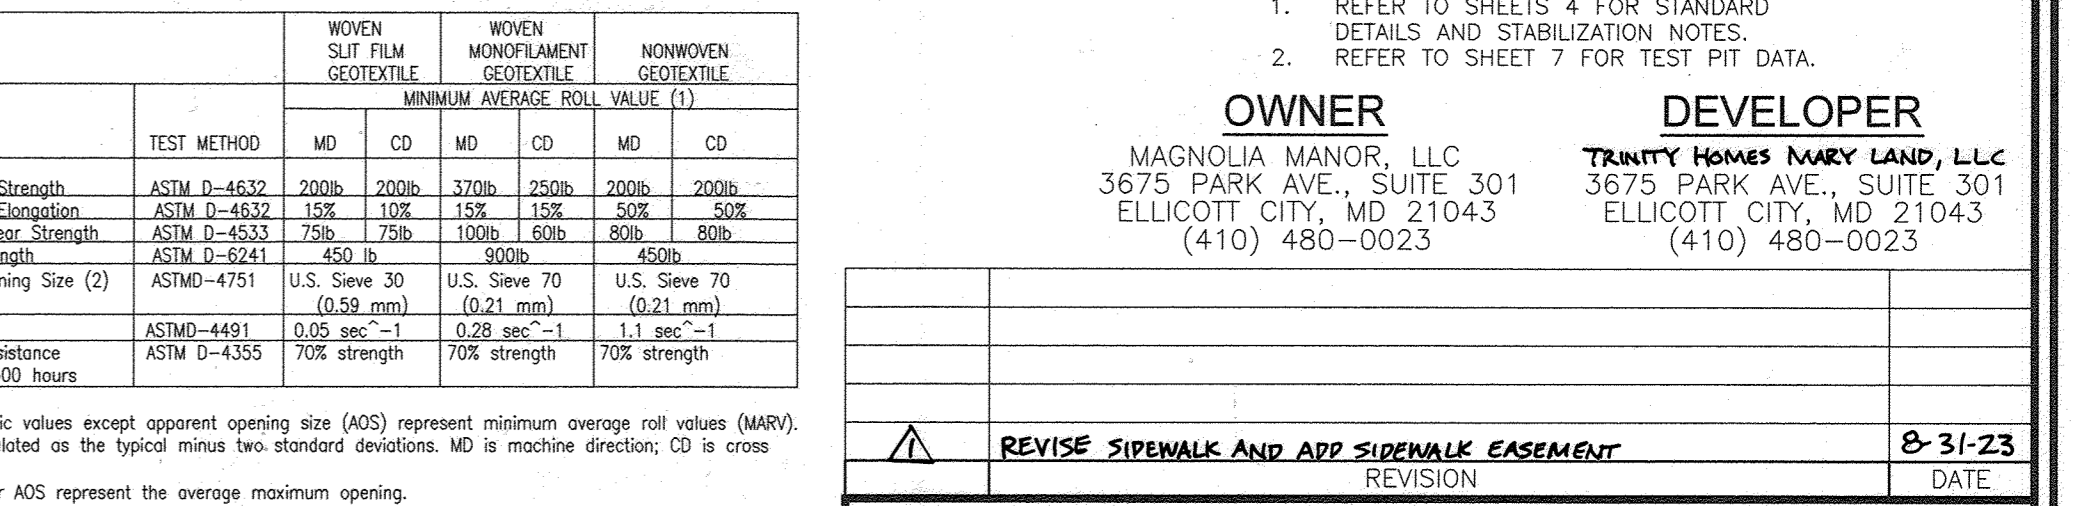 WOVEN
SLIT FILM
GEOTEXTILE
WOVEN
MONOFILAMENT
GEOTEXTILE
NONWOVEN
GEOTEXTILE
MINIMUM AVERAGE ROLL VALUE (1)
TEST METHOD MD CD MD CD MD CD
Strength ASTM D-4632 200lb 200lb 370lb 250lb 200lb 200lb
Elongation ASTM D-4632 15% 10% 15% 15% 50% 50%
ear Strength ASTM D-4533 75lb 75lb 100lb 60lb 80lb 80lb
ngth ASTM D-6241 450 lb 900lb 450lb
ning Size (2) ASTMD-4751 U.S. Sieve 30 U.S. Sieve 70 U.S. Sieve 70
(0.59 mm) (0.21 mm) (0.21 mm)
ASTMD-4491 0.05 sec^-1 0.28 sec^-1 1.1 sec^-1
sistance ASTM D-4355 70% strength 70% strength 70% strength
00 hours
ic values except apparent opening size (AOS) represent minimum average roll values (MARV).
lated as the typical minus two standard deviations. MD is machine direction; CD is cross
r AOS represent the average maximum opening.
1. REFER TO SHEETS 4 FOR STANDARD
DETAILS AND STABILIZATION NOTES.
2. REFER TO SHEET 7 FOR TEST PIT DATA.
OWNER
MAGNOLIA MANOR, LLC
3675 PARK AVE., SUITE 301
ELLICOTT CITY, MD 21043
(410) 480-0023
DEVELOPER
TRINITY HOMES MARY LAND, LLC
3675 PARK AVE., SUITE 301
ELLICOTT CITY, MD 21043
(410) 480-0023
1 REVISE SIDEWALK AND ADD SIDEWALK EASEMENT 8-31-23
REVISION DATE